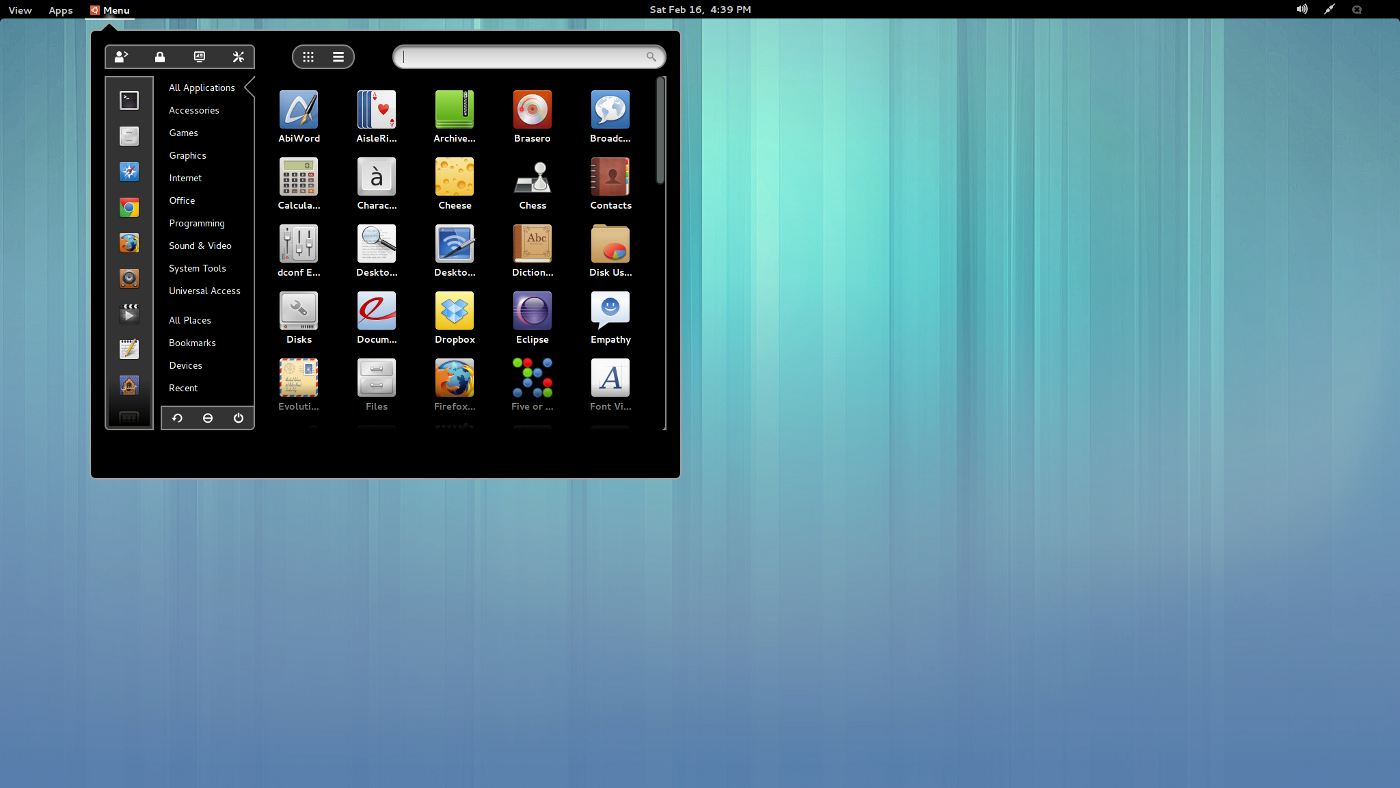 View Apps Menu Sat Feb 16, 4:39 PM
All Applications
Accessories
Games
Graphics
Internet
Office
Programming
Sound & Video
System Tools
Universal Access
All Places
Bookmarks
Devices
Recent
AbiWord AisleRi... Archive... Brasero Broadc...
Calcula... Charac... Cheese Chess Contacts
dconf E... Deskto... Deskto... Diction... Disk Us...
Disks Docum... Dropbox Eclipse Empathy
Evoluti... Files Firefox... Five or ... Font Vi...